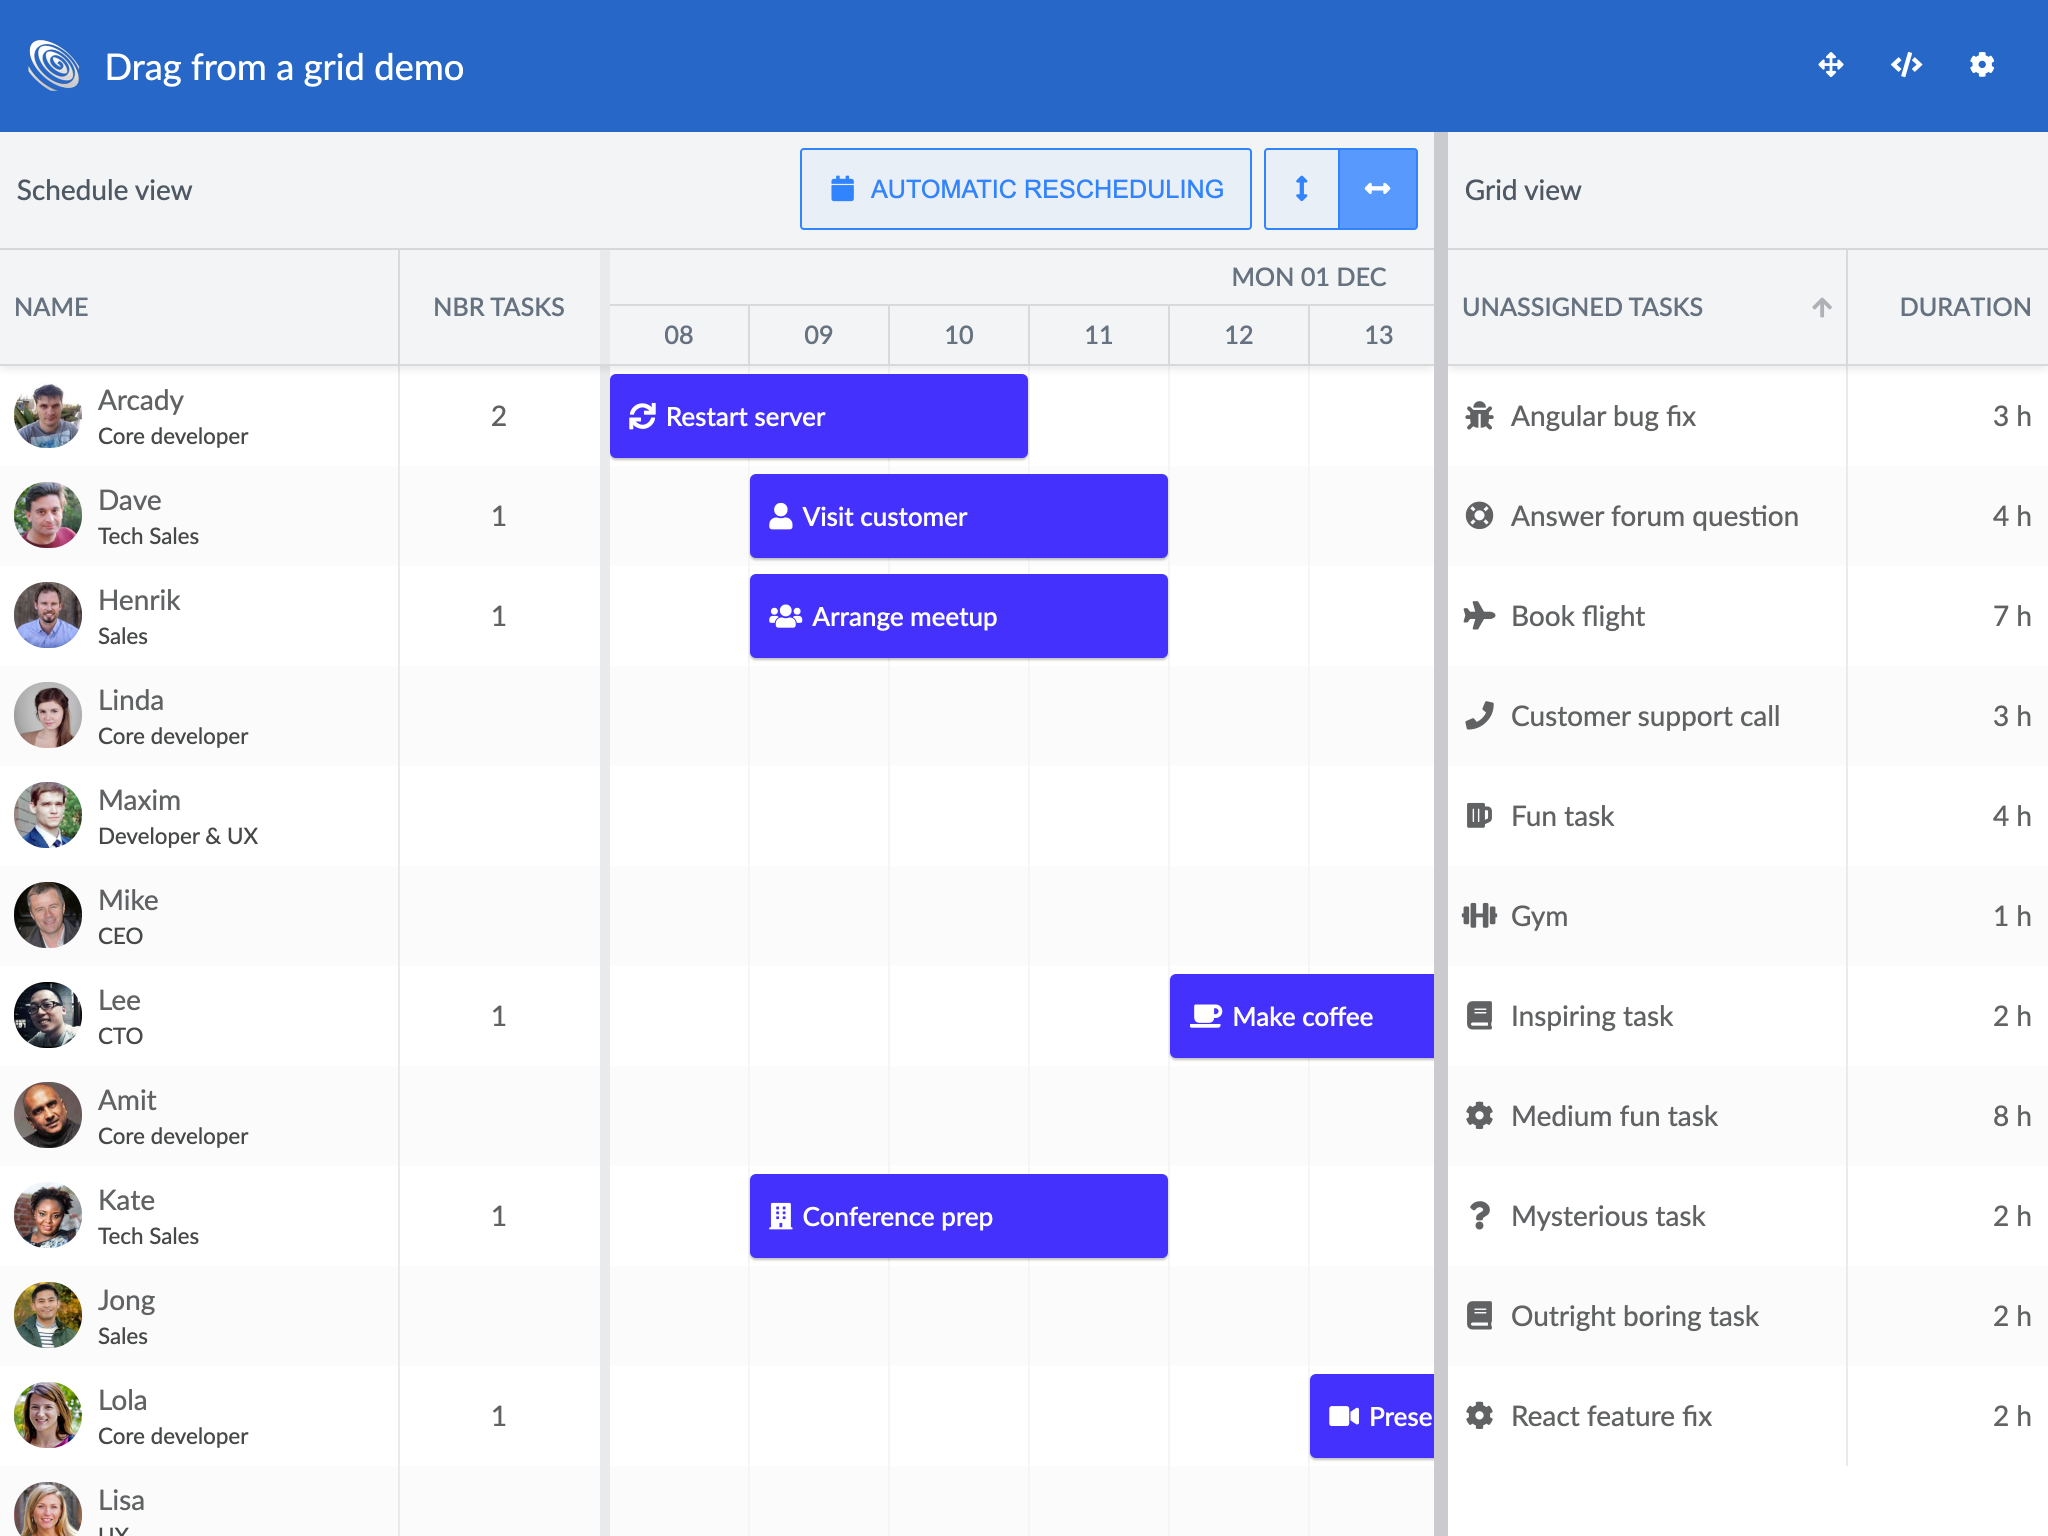 Drag from a grid demo
Schedule view
AUTOMATIC RESCHEDULING
Grid view
NAME
NBR TASKS
MON 01 DEC
08 09 10 11 12 13
UNASSIGNED TASKS
DURATION
Arcady
Core developer
2
Restart server
Angular bug fix
3 h
Dave
Tech Sales
1
Visit customer
Answer forum question
4 h
Henrik
Sales
1
Arrange meetup
Book flight
7 h
Linda
Core developer
Customer support call
3 h
Maxim
Developer & UX
Fun task
4 h
Mike
CEO
Gym
1 h
Lee
CTO
1
Make coffee
Inspiring task
2 h
Amit
Core developer
Medium fun task
8 h
Kate
Tech Sales
1
Conference prep
Mysterious task
2 h
Jong
Sales
Outright boring task
2 h
Lola
Core developer
1
Prese
React feature fix
2 h
Lisa
UX